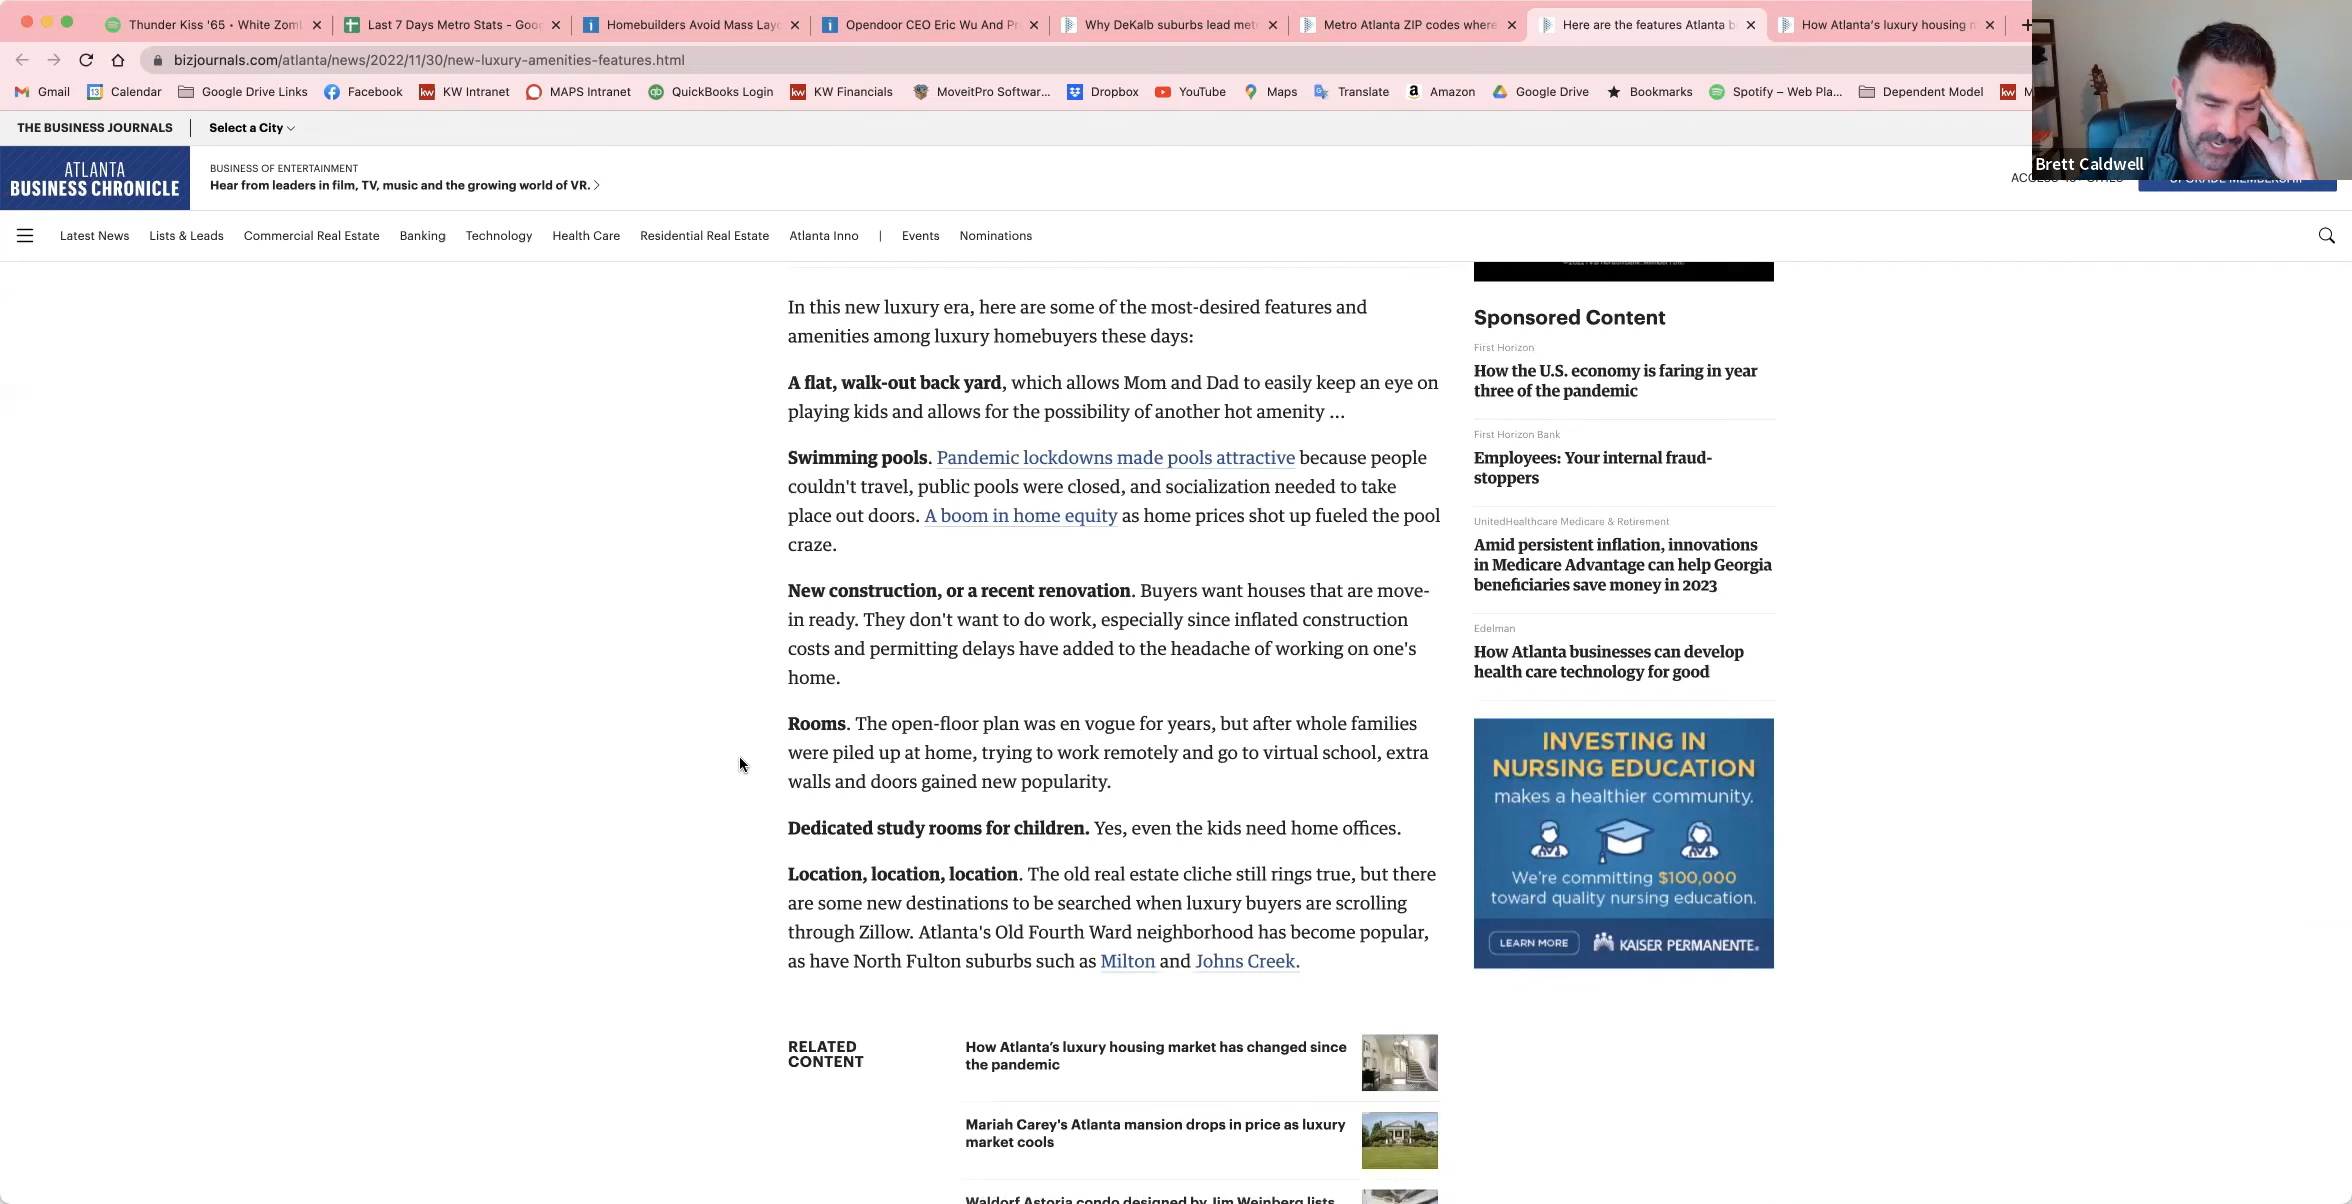 Thunder Kiss '65 • White Zom
Last 7 Days Metro Stats - Goo
Homebuilders Avoid Mass Layo
Opendoor CEO Eric Wu And P
Why DeKalb suburbs lead met
Metro Atlanta ZIP codes where
Here are the features Atlanta b
How Atlanta's luxury housing
bizjournals.com/atlanta/news/2022/11/30/new-luxury-amenities-features.html
Gmail
Calendar
Google Drive Links
Facebook
KW Intranet
MAPS Intranet
QuickBooks Login
KW Financials
MoveitPro Softwar...
Dropbox
YouTube
Maps
Translate
Amazon
Google Drive
Bookmarks
Spotify – Web Pla...
Dependent Model
kw
Brett Caldwell
THE BUSINESS JOURNALS
Select a City
ATLANTA
BUSINESS CHRONICLE
BUSINESS OF ENTERTAINMENT
Hear from leaders in film, TV, music and the growing world of VR.
Latest News
Lists & Leads
Commercial Real Estate
Banking
Technology
Health Care
Residential Real Estate
Atlanta Inno
|
Events
Nominations
In this new luxury era, here are some of the most-desired features and
amenities among luxury homebuyers these days:
A flat, walk-out back yard, which allows Mom and Dad to easily keep an eye on
playing kids and allows for the possibility of another hot amenity ...
Swimming pools. Pandemic lockdowns made pools attractive because people
couldn't travel, public pools were closed, and socialization needed to take
place out doors. A boom in home equity as home prices shot up fueled the pool
craze.
New construction, or a recent renovation. Buyers want houses that are move-
in ready. They don't want to do work, especially since inflated construction
costs and permitting delays have added to the headache of working on one's
home.
Rooms. The open-floor plan was en vogue for years, but after whole families
were piled up at home, trying to work remotely and go to virtual school, extra
walls and doors gained new popularity.
Dedicated study rooms for children. Yes, even the kids need home offices.
Location, location, location. The old real estate cliche still rings true, but there
are some new destinations to be searched when luxury buyers are scrolling
through Zillow. Atlanta's Old Fourth Ward neighborhood has become popular,
as have North Fulton suburbs such as Milton and Johns Creek.
RELATED
CONTENT
How Atlanta's luxury housing market has changed since
the pandemic
Mariah Carey's Atlanta mansion drops in price as luxury
market cools
Waldorf Astoria condo designed by Jim Weinberg lists
Sponsored Content
First Horizon
How the U.S. economy is faring in year
three of the pandemic
First Horizon Bank
Employees: Your internal fraud-
stoppers
UnitedHealthcare Medicare & Retirement
Amid persistent inflation, innovations
in Medicare Advantage can help Georgia
beneficiaries save money in 2023
Edelman
How Atlanta businesses can develop
health care technology for good
INVESTING IN
NURSING EDUCATION
makes a healthier community.
We're committing $100,000
toward quality nursing education.
LEARN MORE
KAISER PERMANENTE.